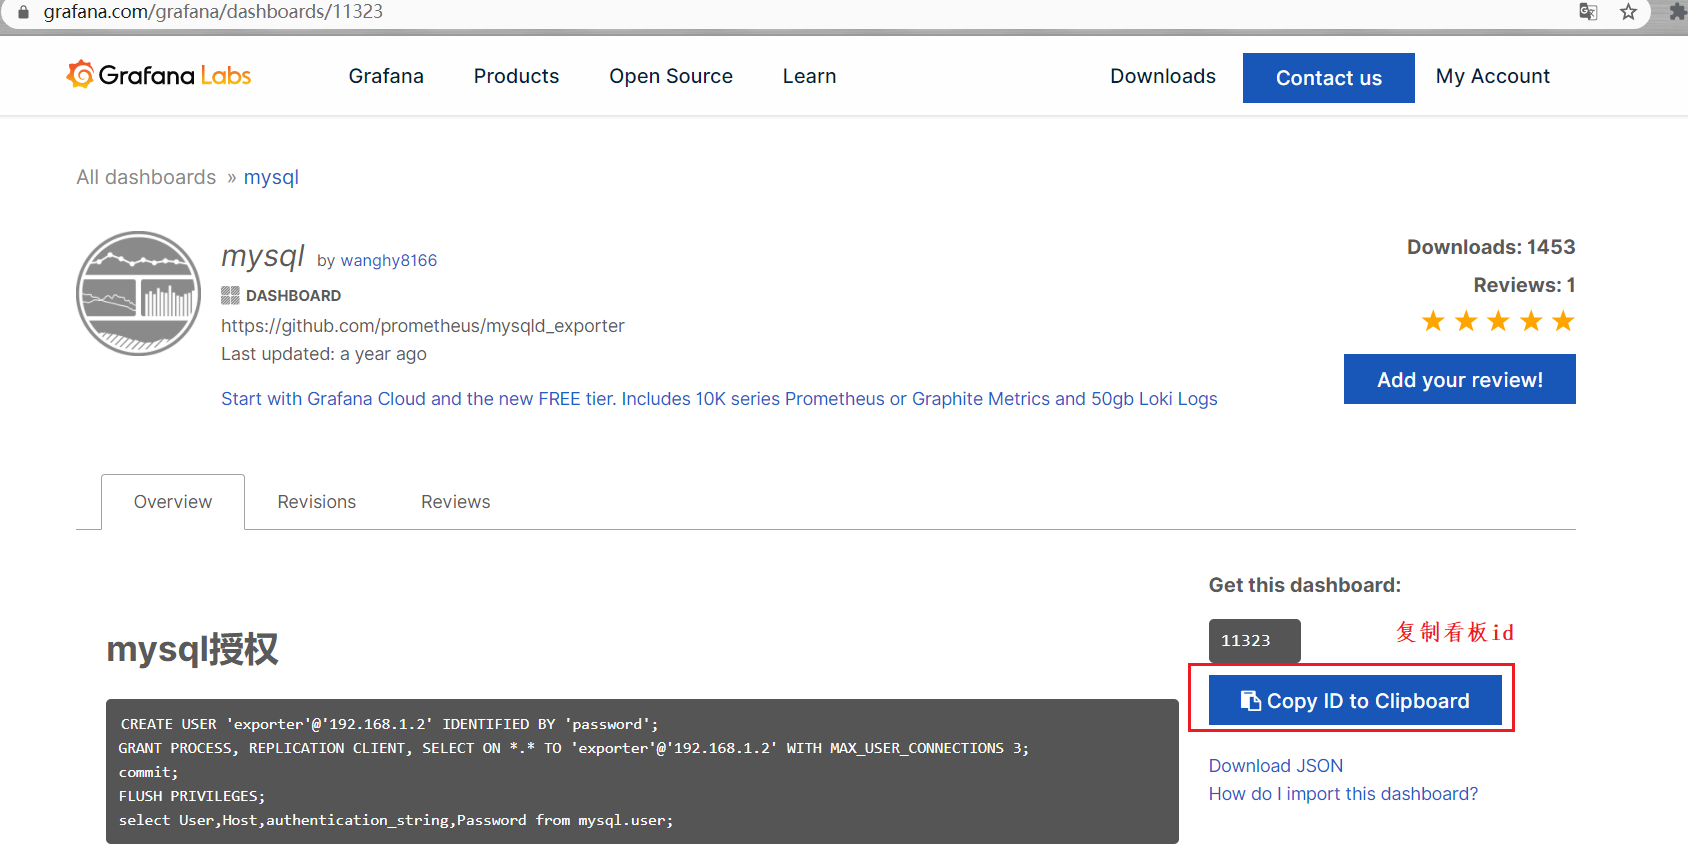 grafana.com/grafana/dashboards/11323
Grafana Labs
Grafana
Products
Open Source
Learn
Downloads
Contact us
My Account
All dashboards » mysql
mysql by wanghy8166
DASHBOARD
https://github.com/prometheus/mysqld_exporter
Last updated: a year ago
Start with Grafana Cloud and the new FREE tier. Includes 10K series Prometheus or Graphite Metrics and 50gb Loki Logs
Downloads: 1453
Reviews: 1
Add your review!
Overview
Revisions
Reviews
mysql授权
CREATE USER 'exporter'@'192.168.1.2' IDENTIFIED BY 'password';
GRANT PROCESS, REPLICATION CLIENT, SELECT ON *.* TO 'exporter'@'192.168.1.2' WITH MAX_USER_CONNECTIONS 3;
commit;
FLUSH PRIVILEGES;
select User,Host,authentication_string,Password from mysql.user;
Get this dashboard:
11323
复制看板id
Copy ID to Clipboard
Download JSON
How do I import this dashboard?